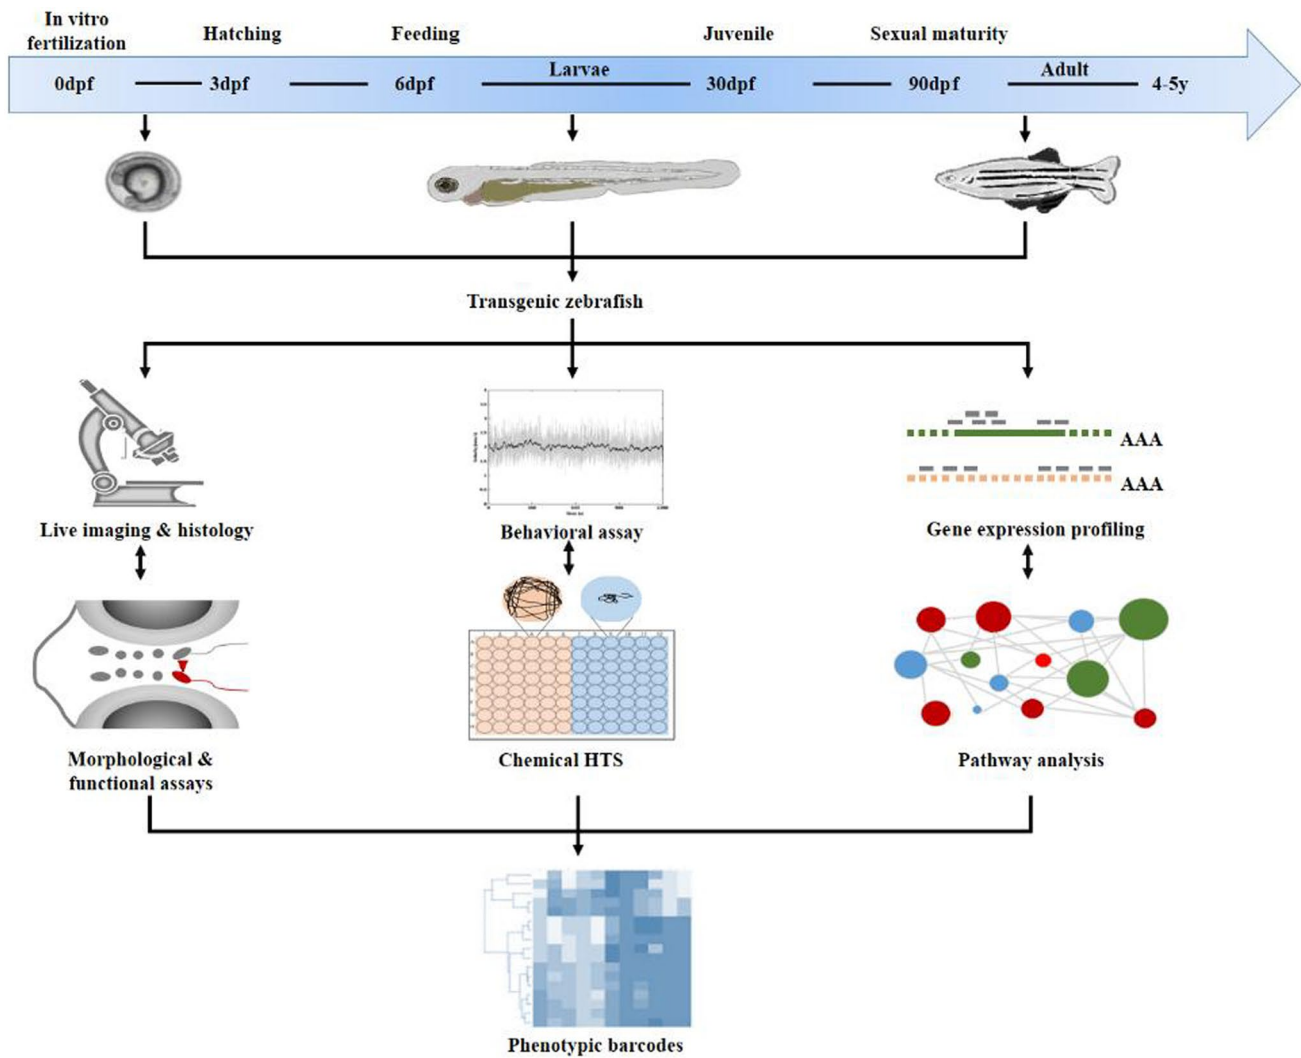 In vitro
fertilization
Hatching
Feeding
Juvenile
Sexual maturity
0dpf
3dpf
6dpf
Larvae
30dpf
90dpf
Adult
4-5y
Transgenic zebrafish
AAA
AAA
Live imaging & histology
Behavioral assay
Gene expression profiling
Morphological &
functional assays
Chemical HTS
Pathway analysis
Phenotypic barcodes